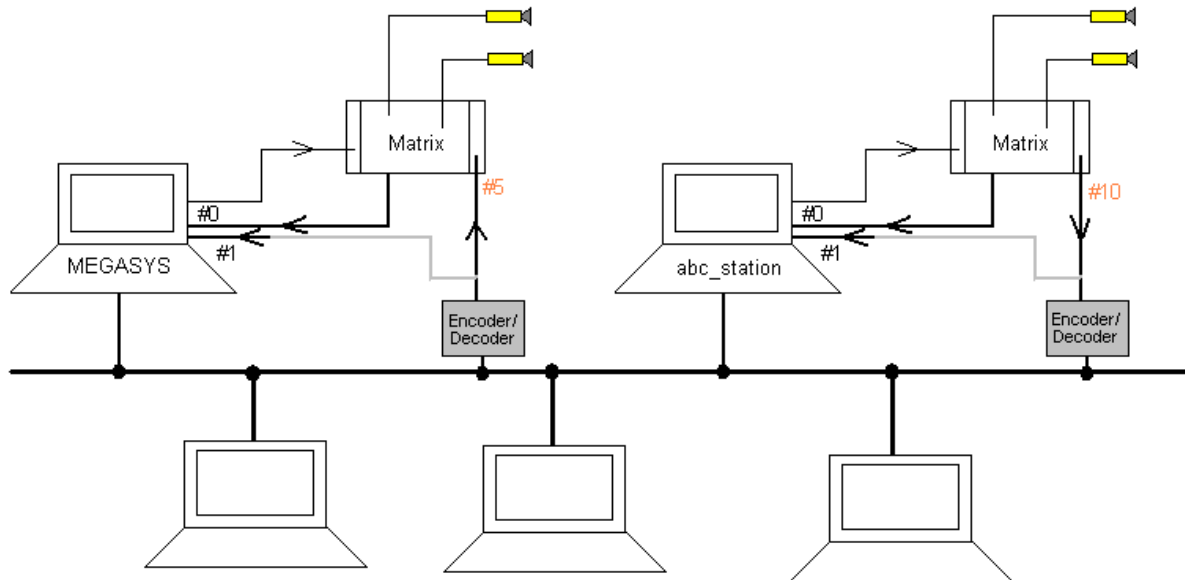 Matrix
Matrix
#5
#10
#0
#0
#1
#1
MEGASYS
abc_station
Encoder/
Decoder
Encoder/
Decoder